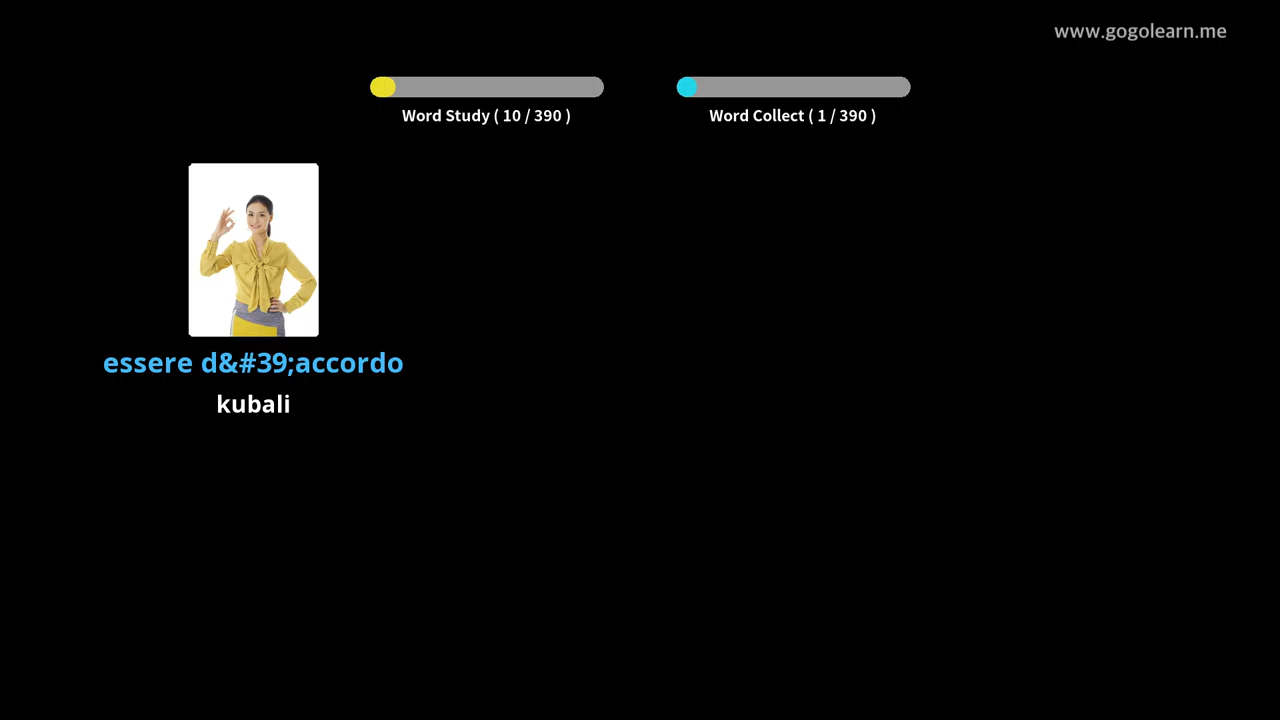 www.gogolearn.me
Word Study ( 10 / 390 )
Word Collect ( 1 / 390 )
essere d&#39;accordo
kubali